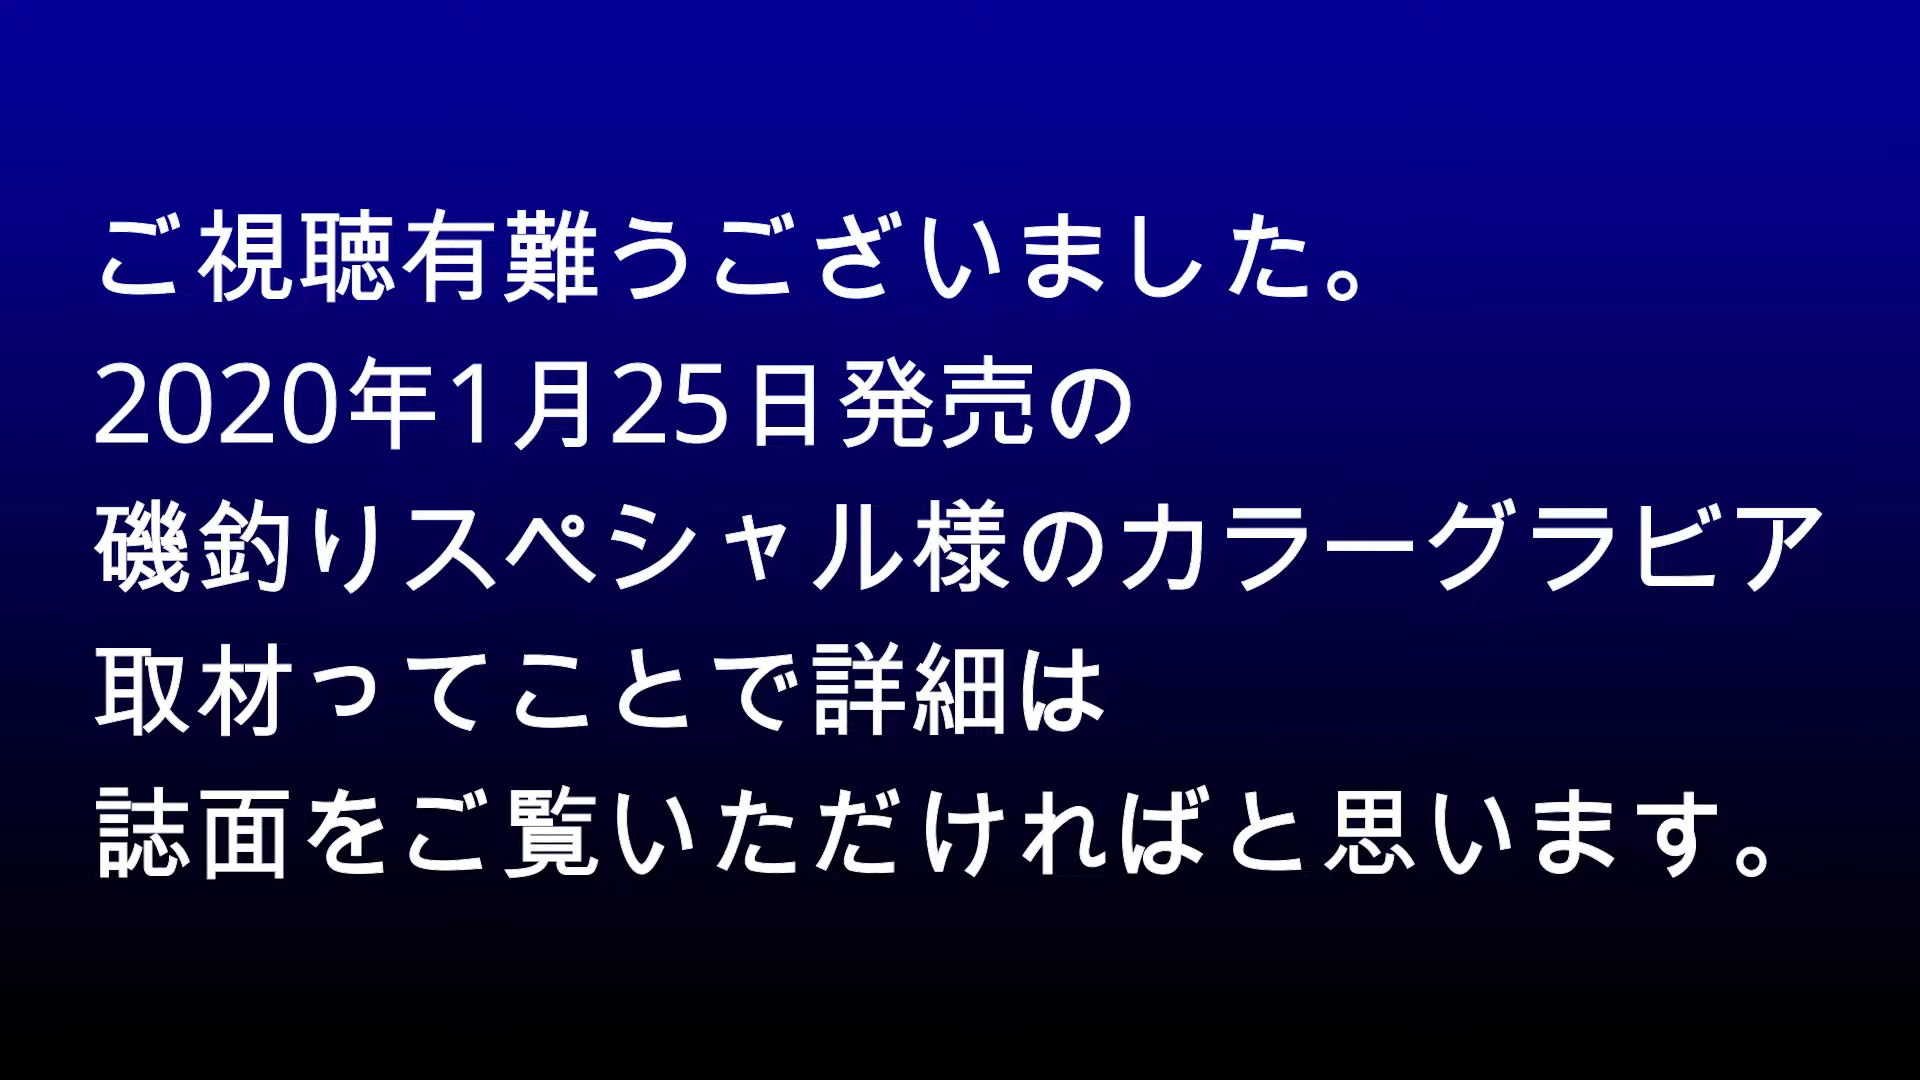 ご視聴有難うございました。
2020年1月25日発売の
磯釣りスペシャル様のカラーグラビア
取材ってことで詳細は
誌面をご覧いただければと思います。